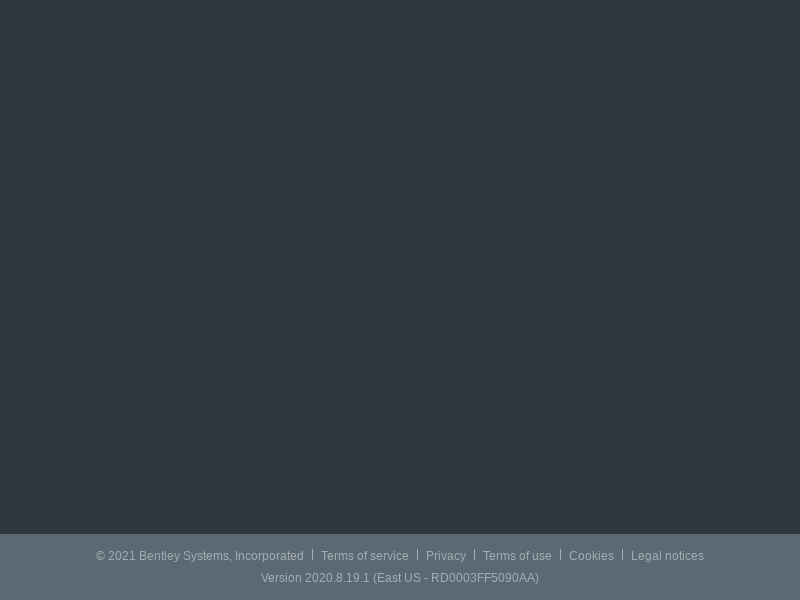 © 2021 Bentley Systems, Incorporated | Terms of service | Privacy | Terms of use | Cookies | Legal notices
Version 2020.8.19.1 (East US - RD0003FF5090AA)